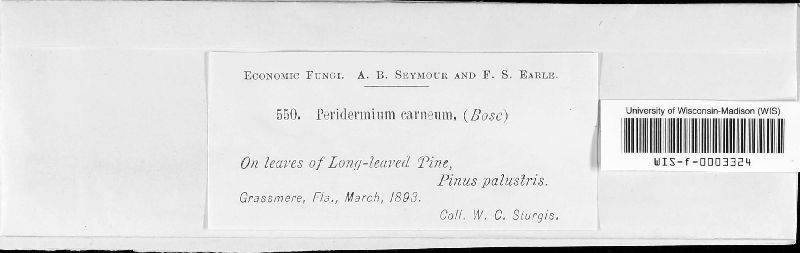 Economic Fungi. A. B. Seymour and F. S. Earle.
550. Peridermium carneum, (Bosc)
On leaves of Long-leaved Pine,
Pinus palustris.
Grassmere, Fla., March, 1893.
Coll. W. C. Sturgis.
University of Wisconsin-Madison (WIS)
WIS-f-0003324